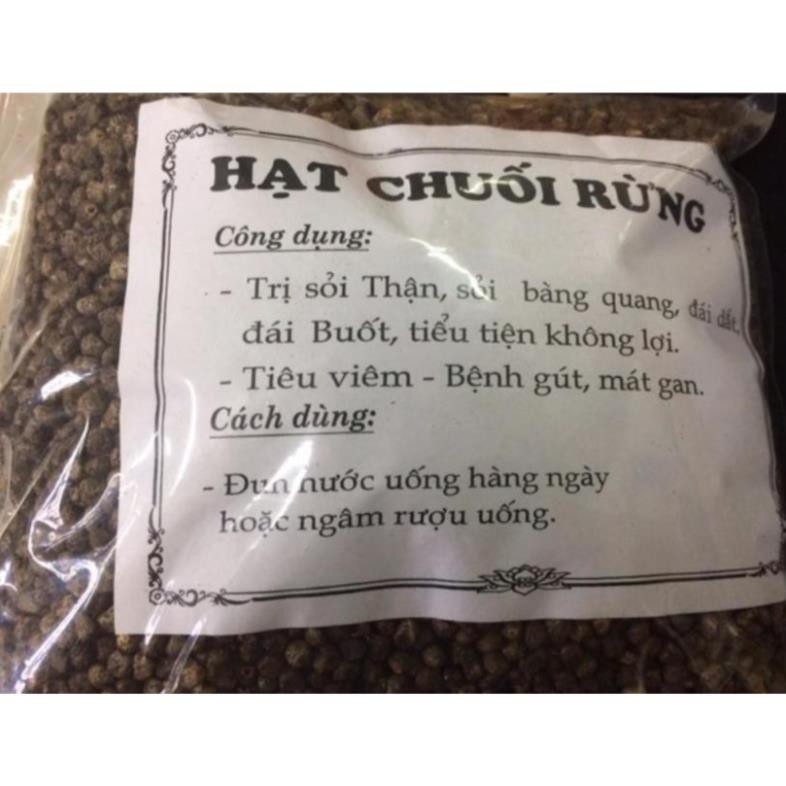 HẠT CHUỐI RỪNG
Công dụng:
- Trị sỏi Thận, sỏi bàng quang, đái dắt,
đái Buốt, tiểu tiện không lợi.
- Tiêu viêm - Bệnh gút, mát gan.
Cách dùng:
- Đun nước uống hàng ngày
hoặc ngâm rượu uống.